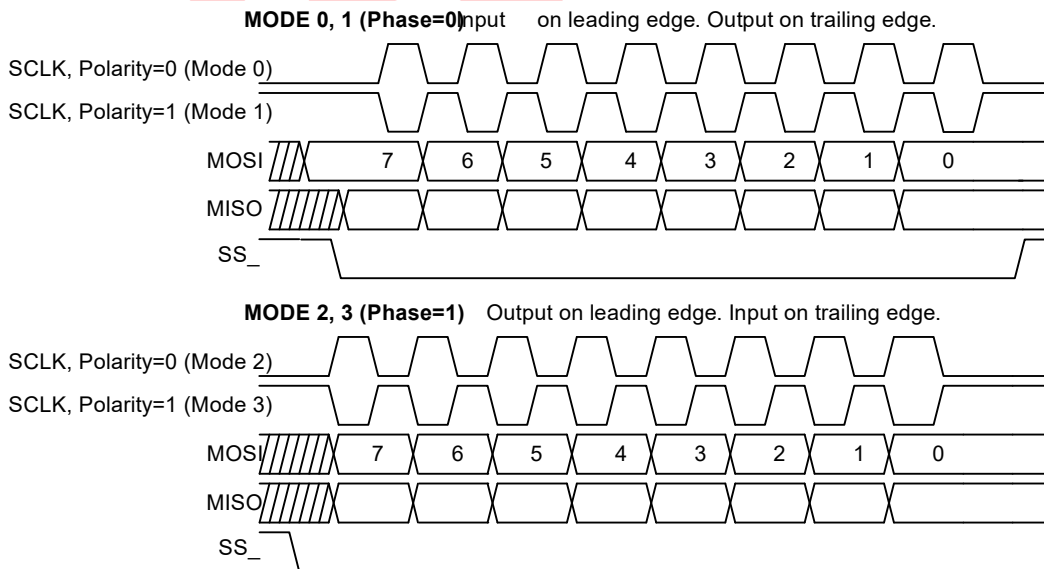 MODE 0, 1 (Phase=0) Input on leading edge. Output on trailing edge.
SCLK, Polarity=0 (Mode 0)
SCLK, Polarity=1 (Mode 1)
MOSI 7 6 5 4 3 2 1 0
MISO
SS_
MODE 2, 3 (Phase=1) Output on leading edge. Input on trailing edge.
SCLK, Polarity=0 (Mode 2)
SCLK, Polarity=1 (Mode 3)
MOSI 7 6 5 4 3 2 1 0
MISO
SS_